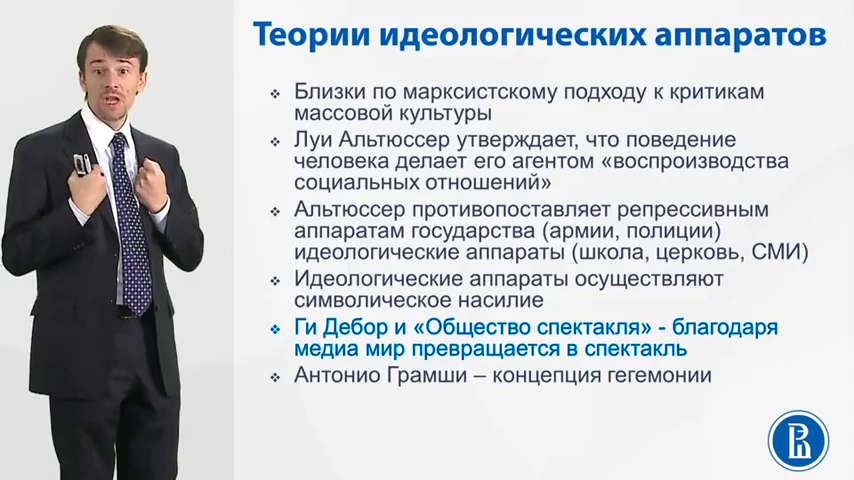 Теории идеологических аппаратов
❖ Близки по марксистскому подходу к критикам
массовой культуры
❖ Луи Альтюссер утверждает, что поведение
человека делает его агентом «воспроизводства
социальных отношений»
❖ Альтюссер противопоставляет репрессивным
аппаратам государства (армии, полиции)
идеологические аппараты (школа, церковь, СМИ)
❖ Идеологические аппараты осуществляют
символическое насилие
❖ Ги Дебор и «Общество спектакля» - благодаря
медиа мир превращается в спектакль
❖ Антонио Грамши – концепция гегемонии